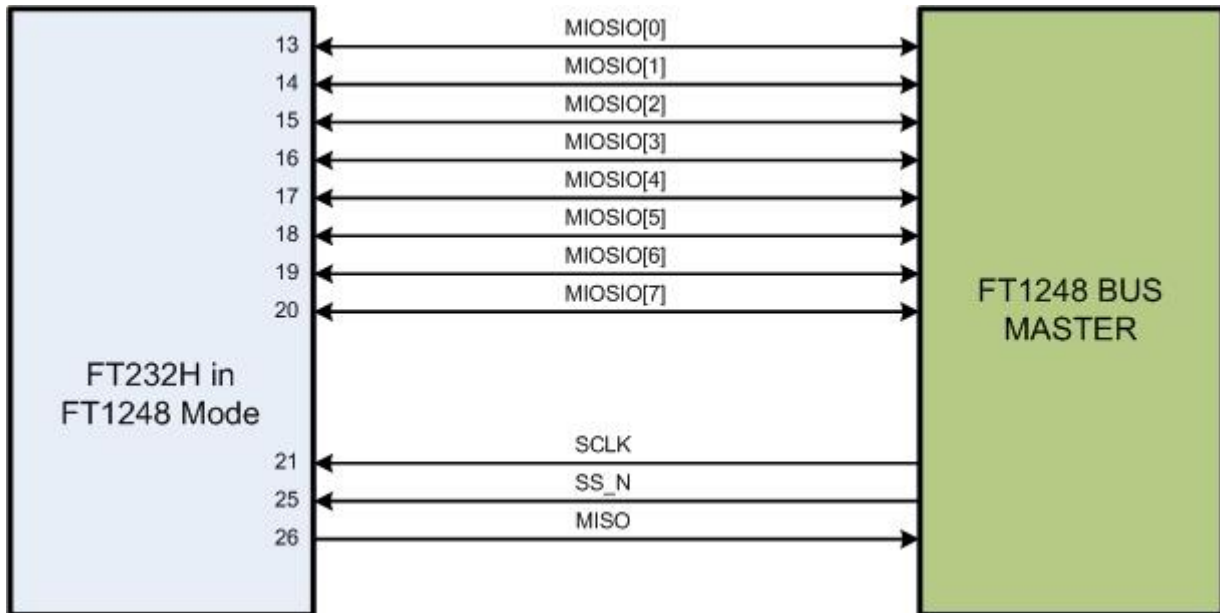 MIOSIO[0]
13
MIOSIO[1]
14
MIOSIO[2]
15
MIOSIO[3]
16
MIOSIO[4]
17
MIOSIO[5]
18
MIOSIO[6]
19
MIOSIO[7]
20
FT1248 BUS
MASTER
FT232H in
FT1248 Mode
SCLK
21
SS_N
25
MISO
26